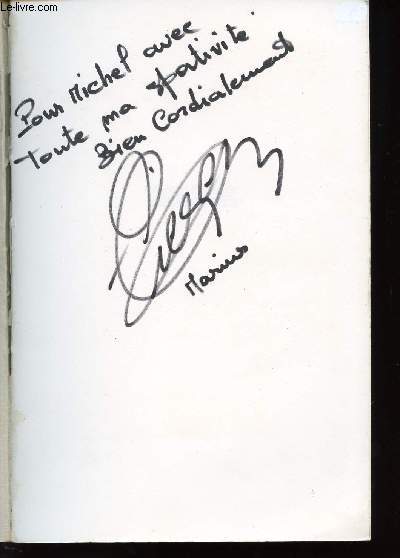 Le-livre.com
Pour Michel avec
toute ma sportivité.
Bien Cordialement
Marius